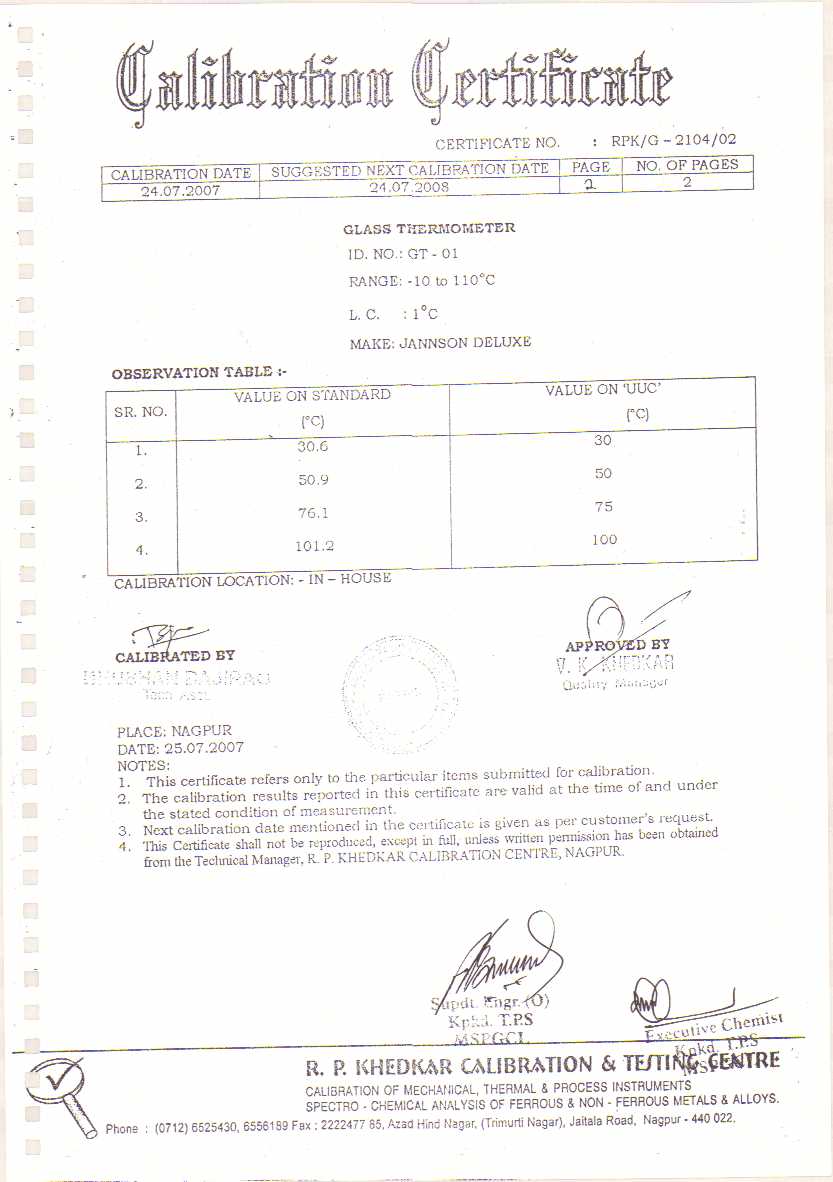 Calibration Certificate
CERTIFICATE NO. : RPK/G – 2104/02
CALIBRATION DATE SUGGESTED NEXT CALIBRATION DATE PAGE NO. OF PAGES
24.07.2007 24.07.2008 2 2
GLASS THERMOMETER
ID. NO.: GT - 01
RANGE: -10 to 110°C
L. C. : 1°C
MAKE: JANNSON DELUXE
OBSERVATION TABLE :-
SR. NO. VALUE ON STANDARD (°C) VALUE ON ‘UUC’ (°C)
1. 30.6 30
2. 50.9 50
3. 76.1 75
4. 101.2 100
CALIBRATION LOCATION: - IN – HOUSE
CALIBRATED BY
APPROVED BY
V. K. KHEDKAR
Quality Manager
PLACE: NAGPUR
DATE: 25.07.2007
NOTES:
1. This certificate refers only to the particular items submitted for calibration.
2. The calibration results reported in this certificate are valid at the time of and under
the stated condition of measurement.
3. Next calibration date mentioned in the certificate is given as per customer's request.
4. This Certificate shall not be reproduced, except in full, unless written permission has been obtained
from the Technical Manager, R. P. KHEDKAR CALIBRATION CENTRE, NAGPUR.
Supdt. Engr. (O)
Kpkd. T.P.S
MSPGCL
Executive Chemist
Kpkd. T.P.S
R. P. KHEDKAR CALIBRATION & TESTING CENTRE
CALIBRATION OF MECHANICAL, THERMAL & PROCESS INSTRUMENTS
SPECTRO - CHEMICAL ANALYSIS OF FERROUS & NON - FERROUS METALS & ALLOYS.
Phone : (0712) 6525430, 6556189 Fax : 2222477 65, Azad Hind Nagar, (Trimurti Nagar), Jaitala Road, Nagpur - 440 022.